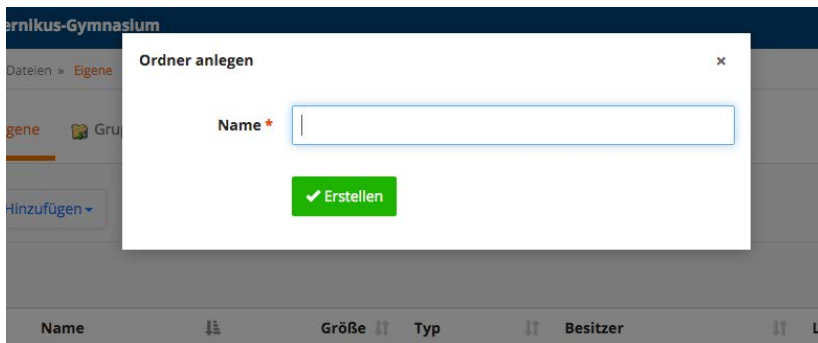 ernikus-Gymnasium
Ordner anlegen ×
Dateien » Eigene
Name *
gene Gru
Erstellen
Hinzufügen
Name Größe Typ Besitzer L